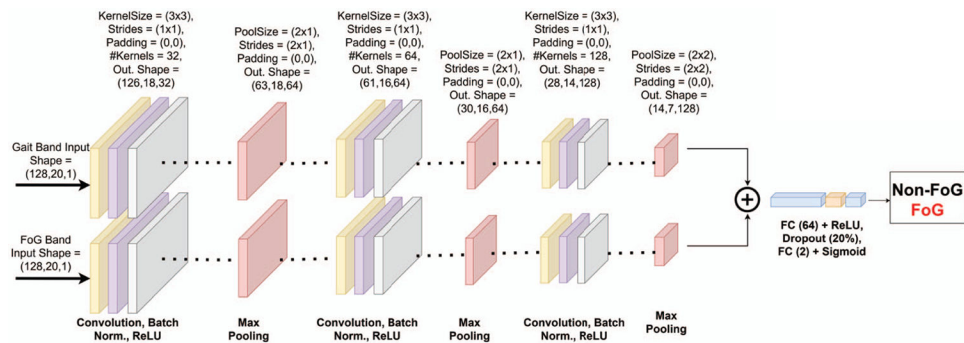 KernelSize = (3x3),
Strides = (1x1),
Padding = (0,0),
#Kernels = 32,
Out. Shape =
(126,18,32)
PoolSize = (2x1),
Strides = (2x1),
Padding = (0,0),
Out. Shape =
(63,18,64)
KernelSize = (3x3),
Strides = (1x1),
Padding = (0,0),
#Kernels = 64,
Out. Shape =
(61,16,64)
PoolSize = (2x1),
Strides = (2x1),
Padding = (0,0),
Out. Shape =
(30,16,64)
KernelSize = (3x3),
Strides = (1x1),
Padding = (0,0),
#Kernels = 128,
Out. Shape =
(28,14,128)
PoolSize = (2x2),
Strides = (2x2),
Padding = (0,0),
Out. Shape =
(14,7,128)
Gait Band Input
Shape =
(128,20,1)
FoG Band
Input Shape =
(128,20,1)
+
FC (64) + ReLU,
Dropout (20%),
FC (2) + Sigmoid
Non-FoG
FoG
Convolution, Batch
Norm., ReLU
Max
Pooling
Convolution, Batch
Norm., ReLU
Max
Pooling
Convolution, Batch
Norm., ReLU
Max
Pooling